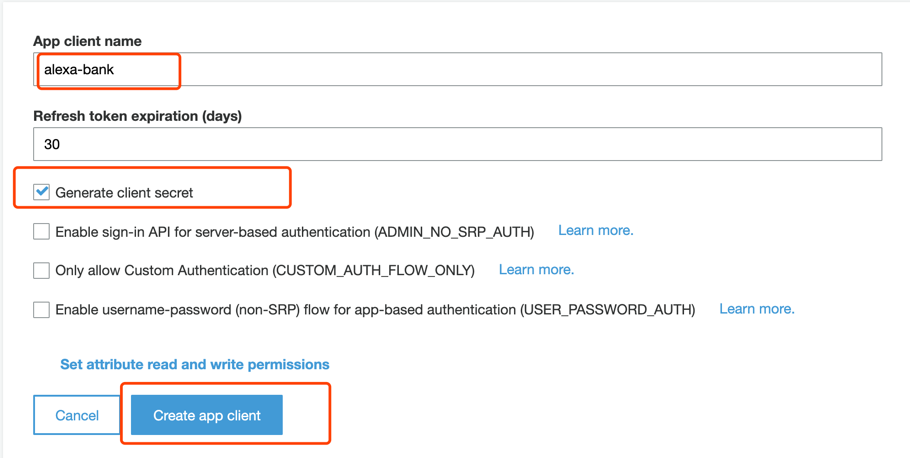 App client name
alexa-bank
Refresh token expiration (days)
30
Generate client secret
Enable sign-in API for server-based authentication (ADMIN_NO_SRP_AUTH) Learn more.
Only allow Custom Authentication (CUSTOM_AUTH_FLOW_ONLY) Learn more.
Enable username-password (non-SRP) flow for app-based authentication (USER_PASSWORD_AUTH) Learn more.
Set attribute read and write permissions
Cancel Create app client